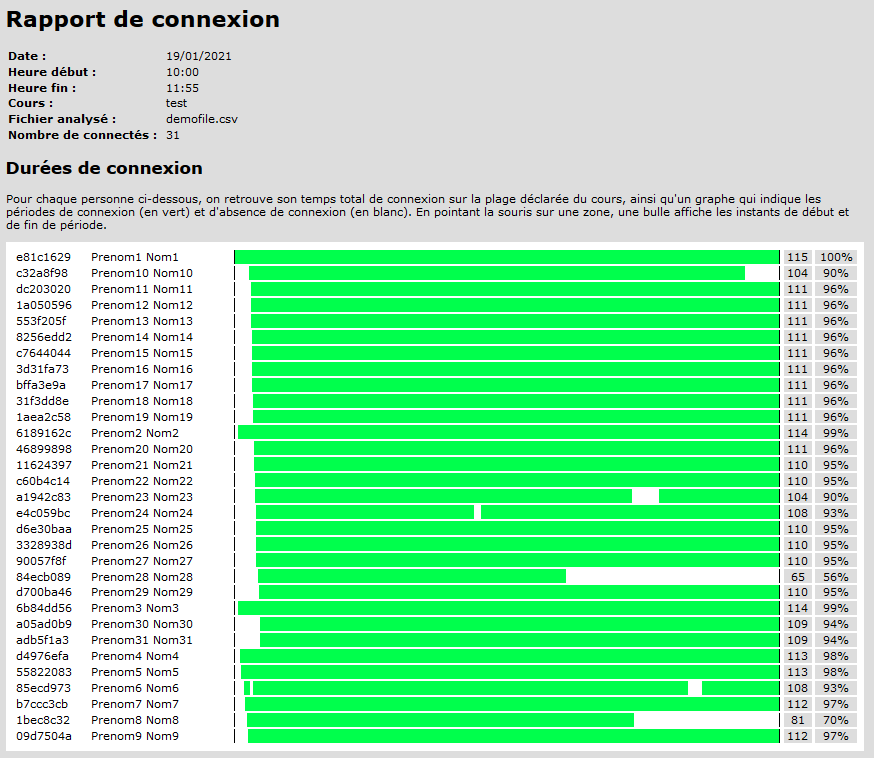 Rapport de connexion
Date : 19/01/2021
Heure début : 10:00
Heure fin : 11:55
Cours : test
Fichier analysé : demofile.csv
Nombre de connectés : 31
Durées de connexion
Pour chaque personne ci-dessous, on retrouve son temps total de connexion sur la plage déclarée du cours, ainsi qu'un graphe qui indique les
périodes de connexion (en vert) et d'absence de connexion (en blanc). En pointant la souris sur une zone, une bulle affiche les instants de début et
de fin de période.
e81c1629 Prenom1 Nom1 115 100%
c32a8f98 Prenom10 Nom10 104 90%
dc203020 Prenom11 Nom11 111 96%
1a050596 Prenom12 Nom12 111 96%
553f205f Prenom13 Nom13 111 96%
8256edd2 Prenom14 Nom14 111 96%
c7644044 Prenom15 Nom15 111 96%
3d31fa73 Prenom16 Nom16 111 96%
bffa3e9a Prenom17 Nom17 111 96%
31f3dd8e Prenom18 Nom18 111 96%
1aea2c58 Prenom19 Nom19 111 96%
6189162c Prenom2 Nom2 114 99%
46899898 Prenom20 Nom20 111 96%
11624397 Prenom21 Nom21 110 95%
c60b4c14 Prenom22 Nom22 110 95%
a1942c83 Prenom23 Nom23 104 90%
e4c059bc Prenom24 Nom24 108 93%
d6e30baa Prenom25 Nom25 110 95%
3328938d Prenom26 Nom26 110 95%
90057f8f Prenom27 Nom27 110 95%
84ecb089 Prenom28 Nom28 65 56%
d700ba46 Prenom29 Nom29 110 95%
6b84dd56 Prenom3 Nom3 114 99%
a05ad0b9 Prenom30 Nom30 109 94%
adb5f1a3 Prenom31 Nom31 109 94%
d4976efa Prenom4 Nom4 113 98%
55822083 Prenom5 Nom5 113 98%
85ecd973 Prenom6 Nom6 108 93%
b7ccc3cb Prenom7 Nom7 112 97%
1bec8c32 Prenom8 Nom8 81 70%
09d7504a Prenom9 Nom9 112 97%